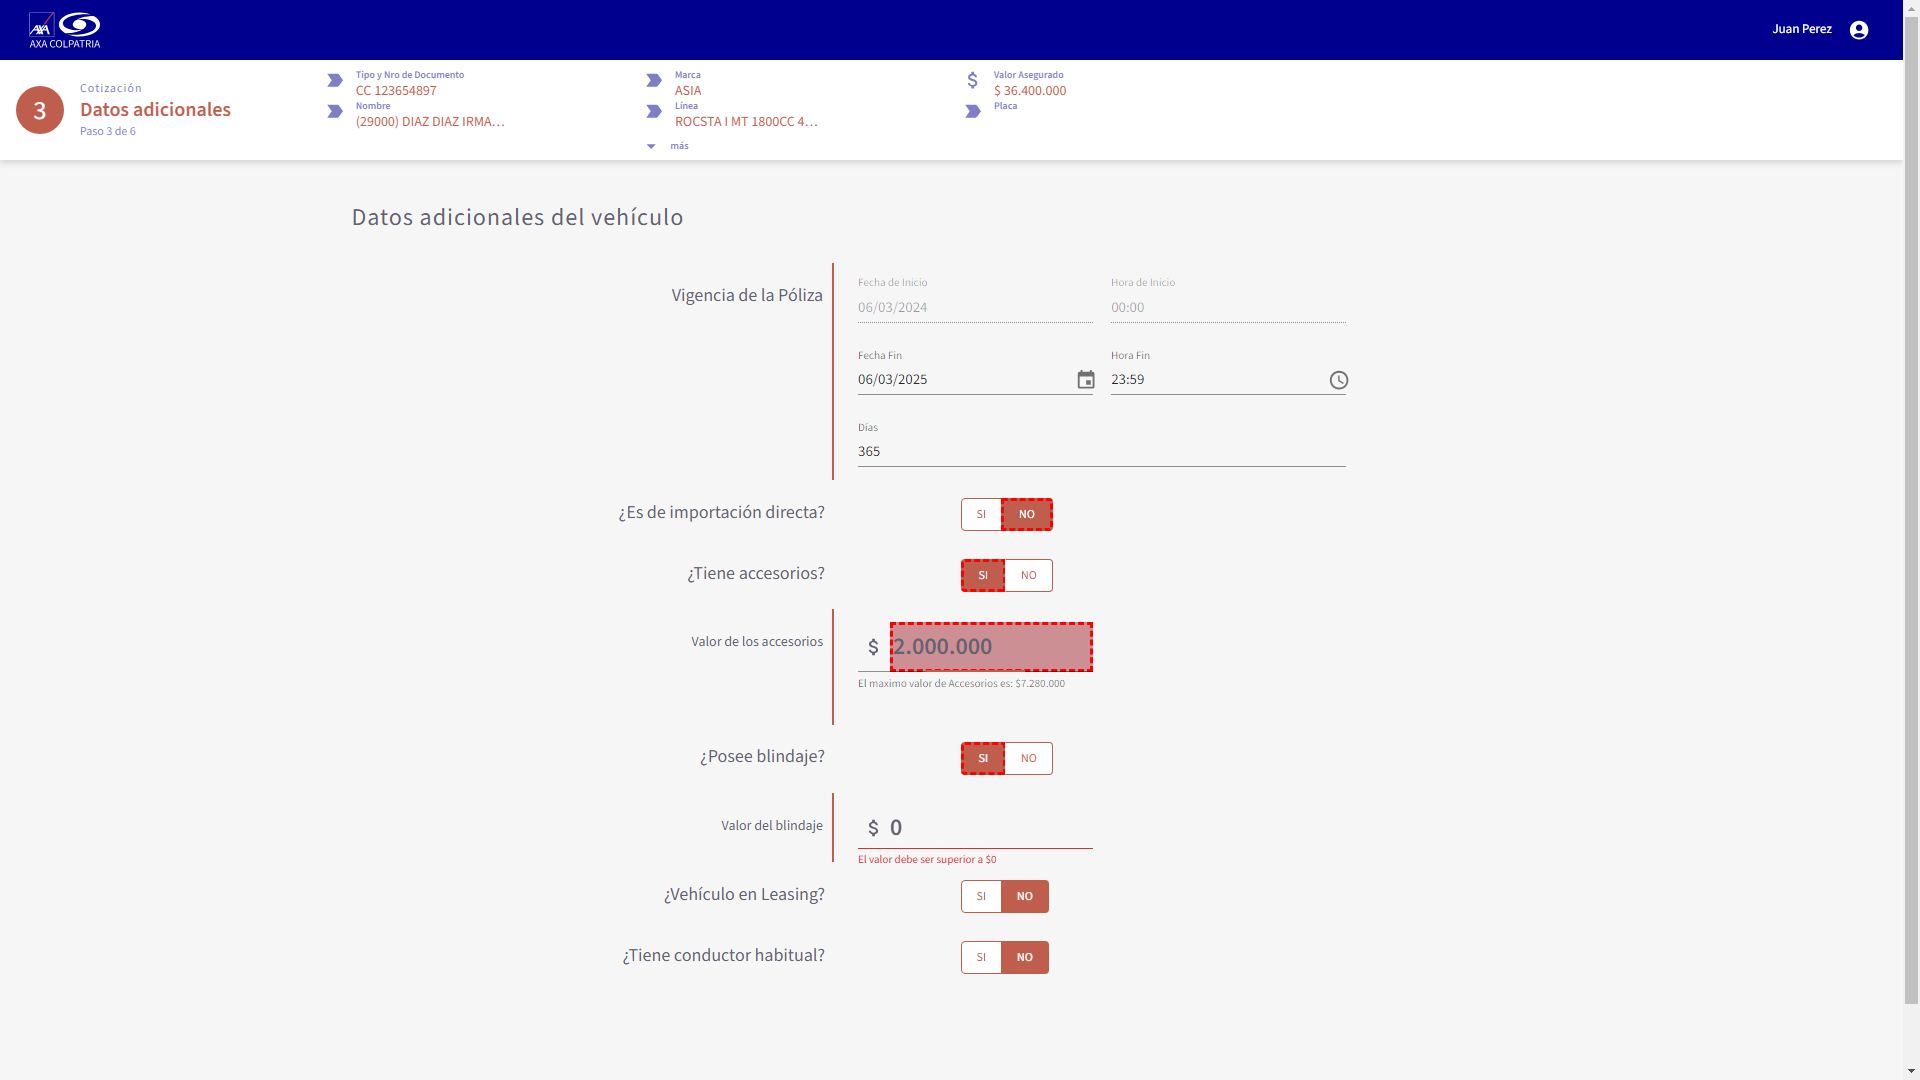 AXA
AXA COLPATRIA
Juan Perez
3
Cotización
Datos adicionales
Paso 3 de 6
Tipo y Nro de Documento
CC 123654897
Nombre
(29000) DIAZ DIAZ IRMA…
Marca
ASIA
Línea
ROCSTA I MT 1800CC 4…
más
$
Valor Asegurado
$ 36.400.000
Placa
Datos adicionales del vehículo
Vigencia de la Póliza
Fecha de Inicio
06/03/2024
Hora de Inicio
00:00
Fecha Fin
06/03/2025
Hora Fin
23:59
Días
365
¿Es de importación directa?
SI NO
¿Tiene accesorios?
SI NO
Valor de los accesorios
$ 2.000.000
El maximo valor de Accesorios es: $7.280.000
¿Posee blindaje?
SI NO
Valor del blindaje
$ 0
El valor debe ser superior a $0
¿Vehículo en Leasing?
SI NO
¿Tiene conductor habitual?
SI NO